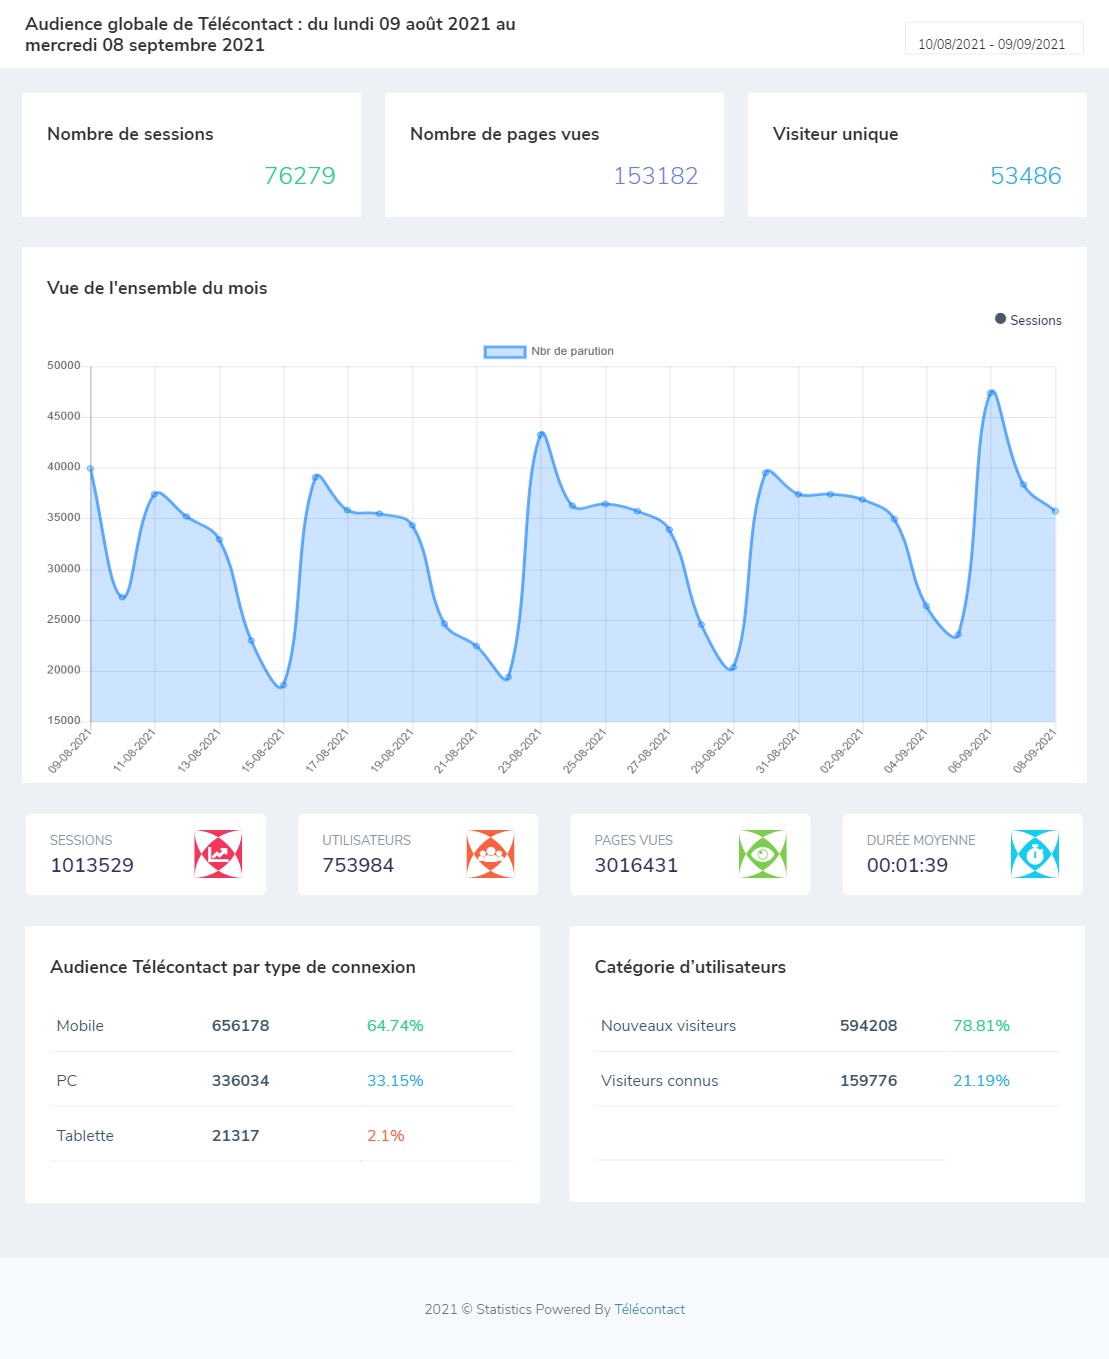 Audience globale de Télécontact : du lundi 09 août 2021 au
mercredi 08 septembre 2021
10/08/2021 - 09/09/2021
Nombre de sessions
76279
Nombre de pages vues
153182
Visiteur unique
53486
Vue de l'ensemble du mois
Sessions
Nbr de parution
50000
45000
40000
35000
30000
25000
20000
15000
09-08-2021
11-08-2021
13-08-2021
15-08-2021
17-08-2021
19-08-2021
21-08-2021
23-08-2021
25-08-2021
27-08-2021
29-08-2021
31-08-2021
02-09-2021
04-09-2021
06-09-2021
08-09-2021
SESSIONS
1013529
UTILISATEURS
753984
PAGES VUES
3016431
DURÉE MOYENNE
00:01:39
Audience Télécontact par type de connexion
Mobile 656178 64.74%
PC 336034 33.15%
Tablette 21317 2.1%
Catégorie d’utilisateurs
Nouveaux visiteurs 594208 78.81%
Visiteurs connus 159776 21.19%
2021 © Statistics Powered By Télécontact